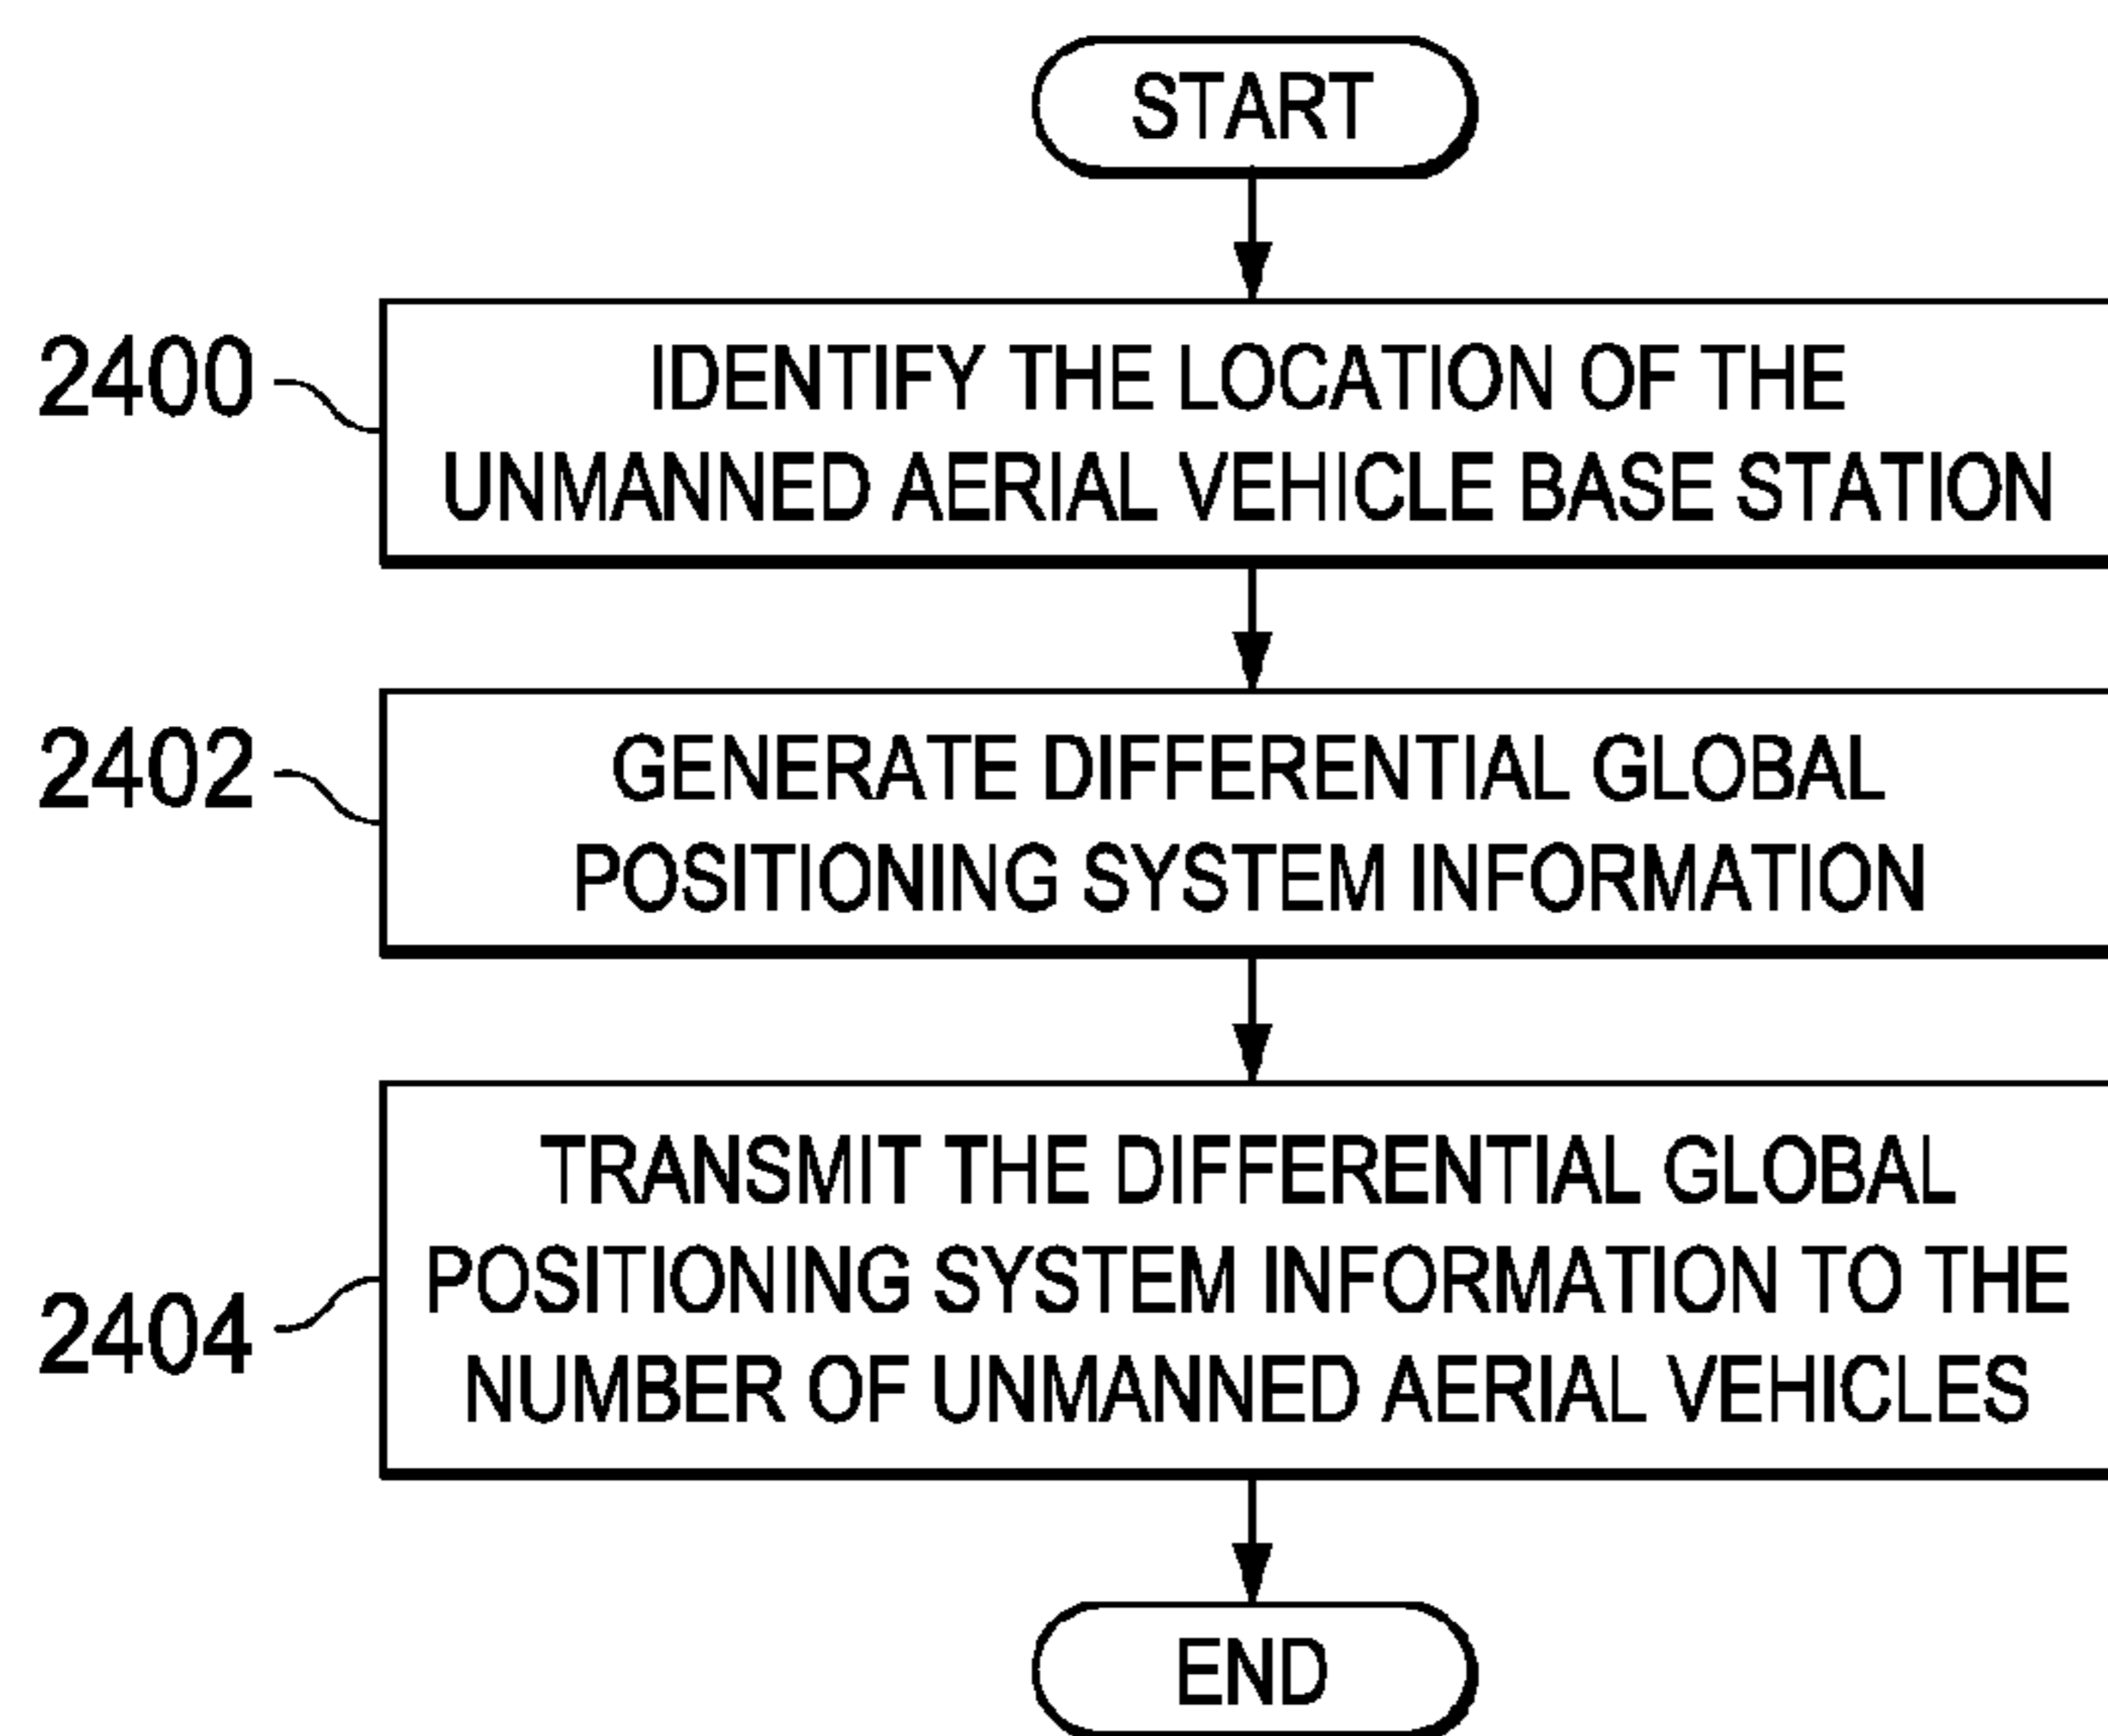 START
2400
IDENTIFY THE LOCATION OF THE
UNMANNED AERIAL VEHICLE BASE STATION
2402
GENERATE DIFFERENTIAL GLOBAL
POSITIONING SYSTEM INFORMATION
2404
TRANSMIT THE DIFFERENTIAL GLOBAL
POSITIONING SYSTEM INFORMATION TO THE
NUMBER OF UNMANNED AERIAL VEHICLES
END